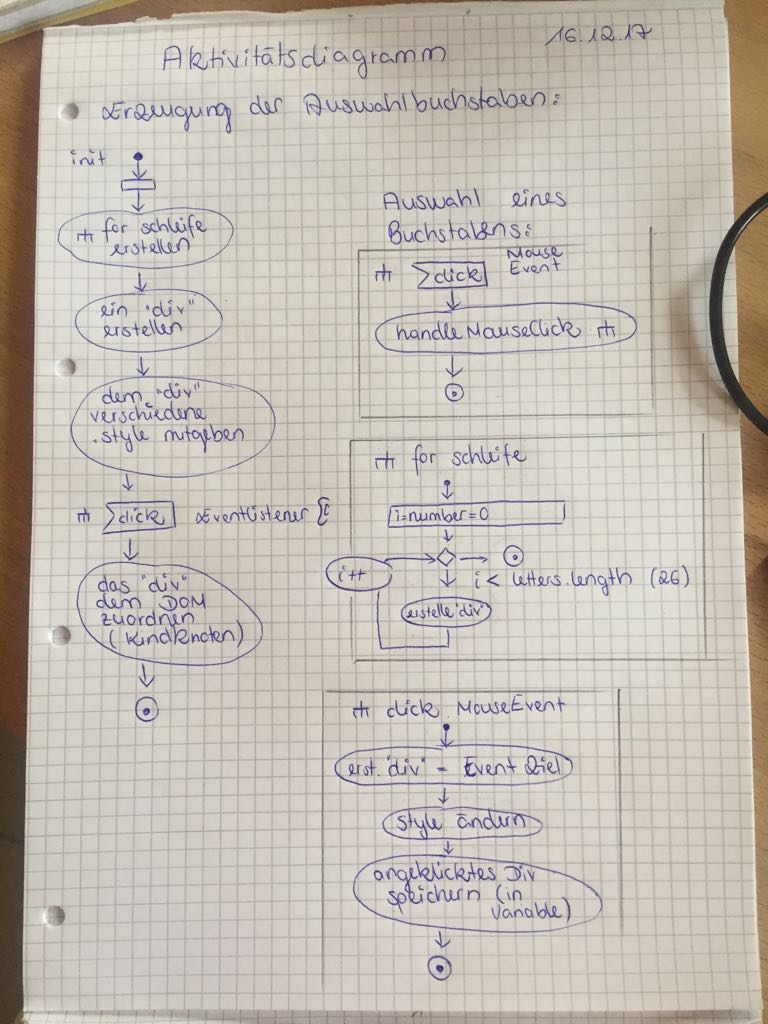 Aktivitätsdiagramm
16.12.17
Erzeugung der Auswahlbuchstaben:
init
for schleife
erstellen
ein "div"
erstellen
dem "div"
verschiedene
.style mitgeben
click EventListener
das "div"
dem DOM
zuordnen
(Kindknoten)
Auswahl eines
Buchstabens:
click Mouse
Event
handleMouseClick
for schleife
i=number=0
i++
i < letters.length (26)
erstelle "div"
click MouseEvent
erst. "div" = Event Ziel
style ändern
angeklicktes Div
speichern (in
variable)